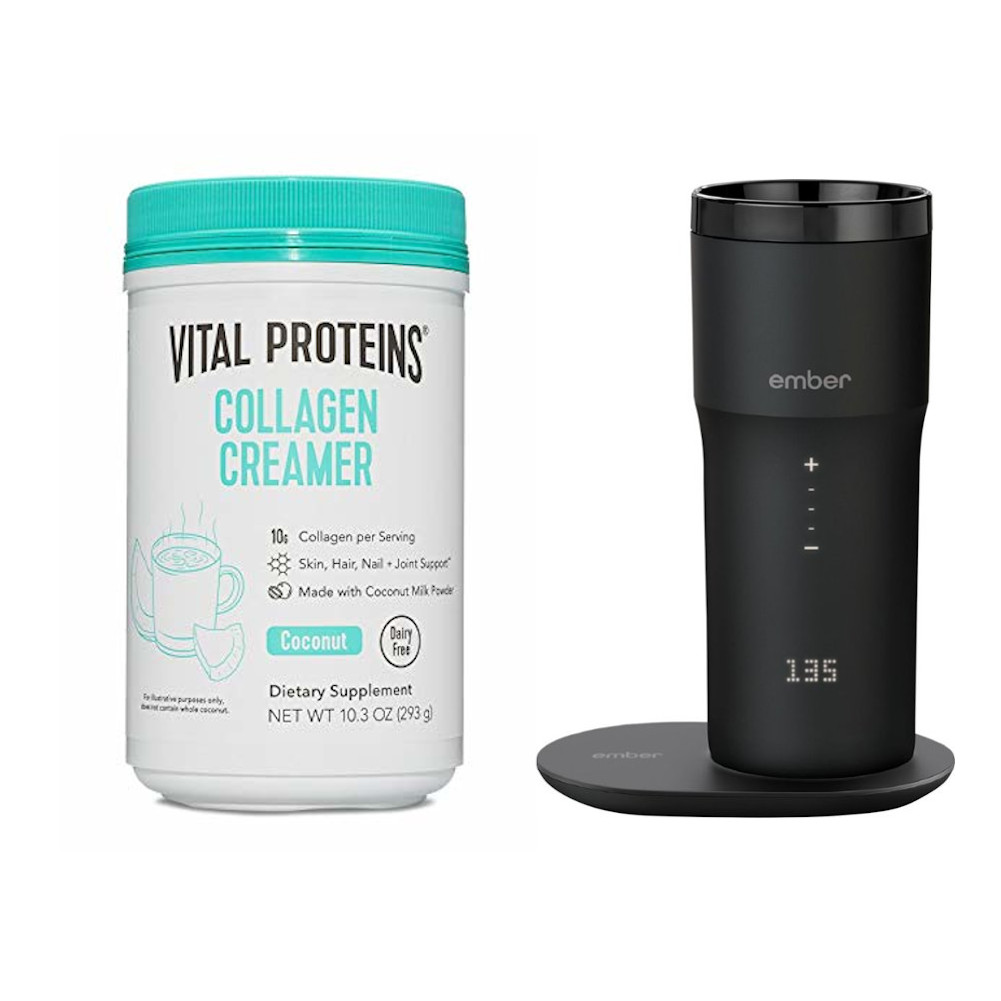 VITAL PROTEINS®
COLLAGEN
CREAMER
10g Collagen per Serving
Skin, Hair, Nail + Joint Support*
Made with Coconut Milk Powder
Coconut
Dairy
Free
For illustrative purposes only,
does not contain whole coconut.
Dietary Supplement
NET WT 10.3 OZ (293 g)
ember
+
-
-
-
–
135
ember